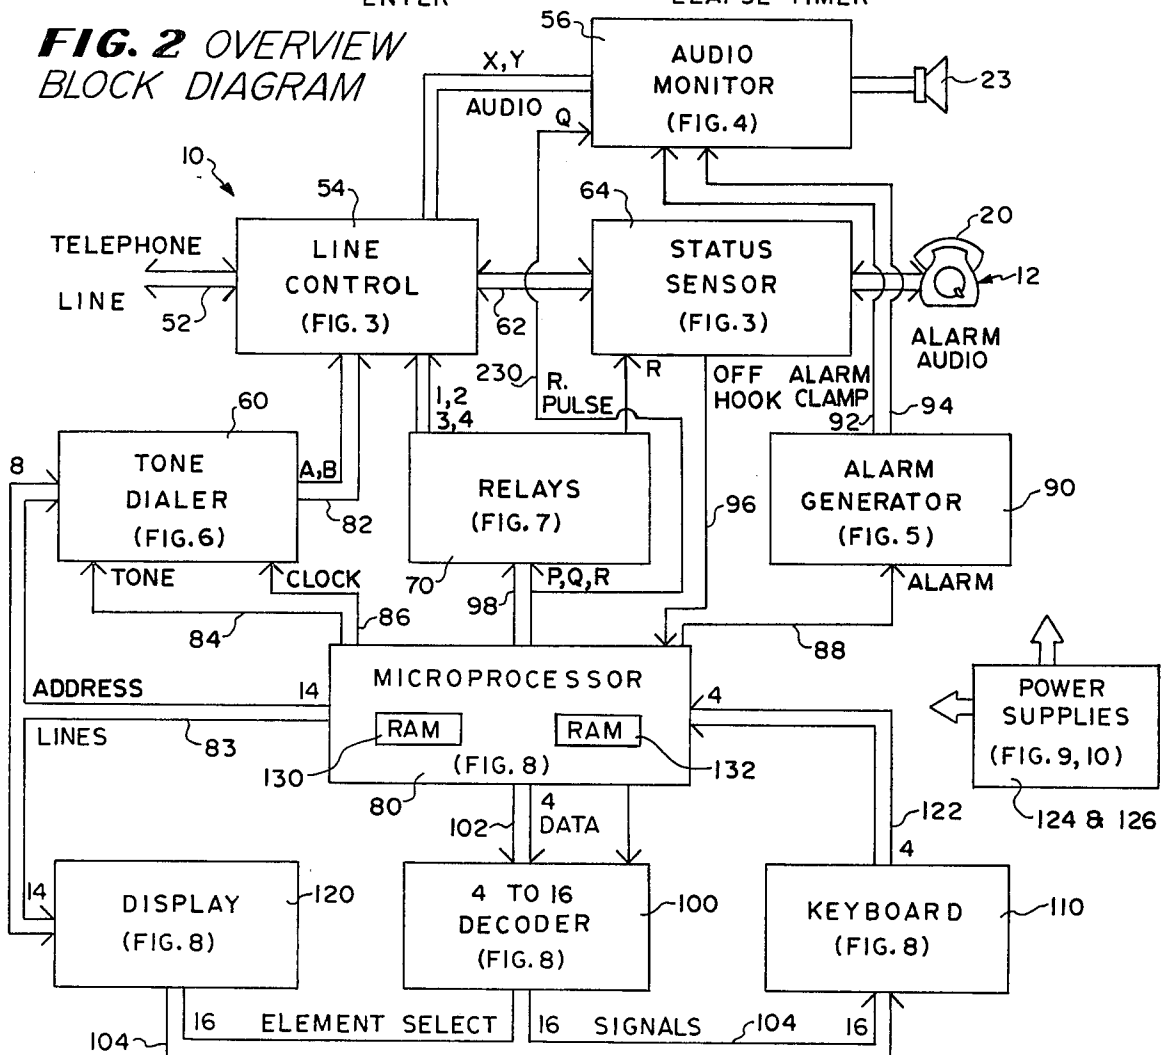 ENTER
ELAPSE TIMER
FIG. 2 OVERVIEW
BLOCK DIAGRAM
56
AUDIO
MONITOR
(FIG. 4)
23
X, Y
AUDIO
Q
10
54
LINE
CONTROL
(FIG. 3)
TELEPHONE
LINE
52
62
64
STATUS
SENSOR
(FIG. 3)
20
12
ALARM
AUDIO
230
R.
PULSE
R
OFF
HOOK
ALARM
CLAMP
92
94
1, 2
3, 4
60
8
TONE
DIALER
(FIG. 6)
A, B
82
RELAYS
(FIG. 7)
70
96
ALARM
GENERATOR
(FIG. 5)
90
TONE
CLOCK
98
P, Q, R
ALARM
84
86
88
MICROPROCESSOR
RAM
RAM
130
(FIG. 8)
132
80
ADDRESS
14
LINES
83
4
POWER
SUPPLIES
(FIG. 9, 10)
124 & 126
102
4
DATA
122
4
14
DISPLAY
(FIG. 8)
120
4 TO 16
DECODER
(FIG. 8)
100
KEYBOARD
(FIG. 8)
110
104
16
ELEMENT SELECT
16
SIGNALS
104
16